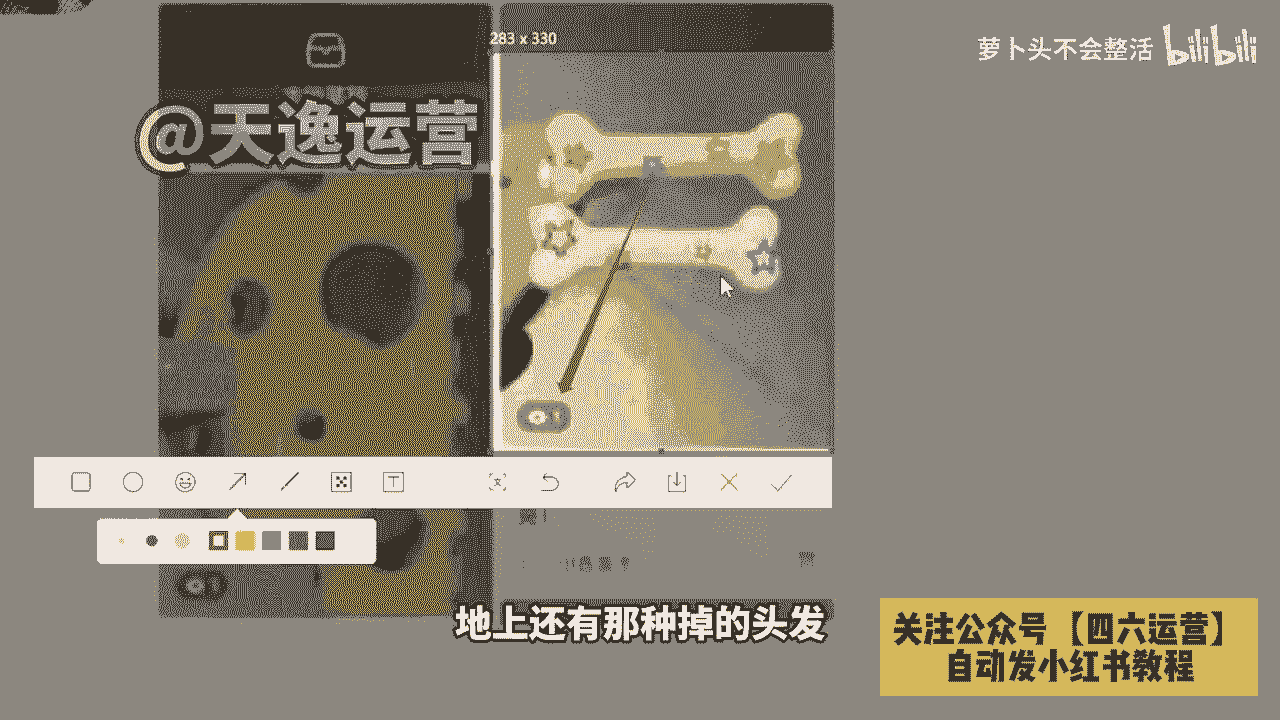 283 x 330
萝卜头不会整活 bilibili
@天逸运营
地上还有那种掉的头发
关注公众号【四六运营】
自动发小红书教程